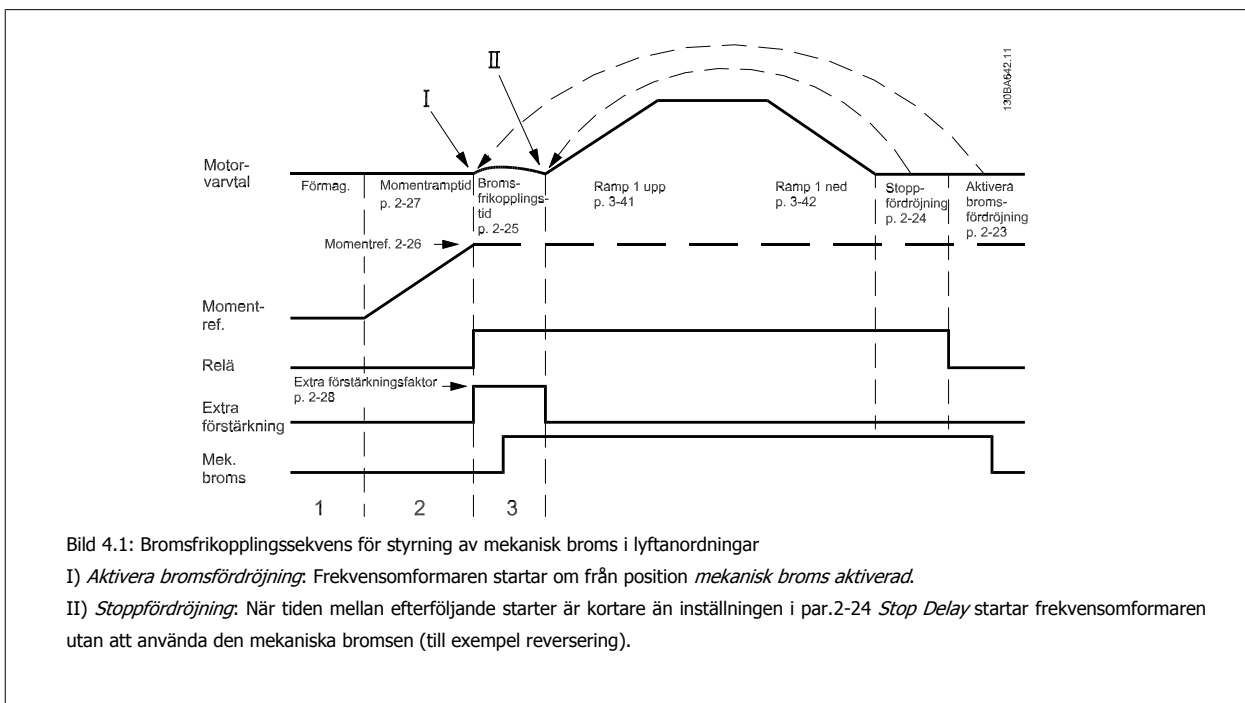 130BA642.11
II
I
Motor-
varvtal
Förmag.
Momentramptid
p. 2-27
Broms-
frikopplings-
tid
p. 2-25
Ramp 1 upp
p. 3-41
Ramp 1 ned
p. 3-42
Stopp-
fördröjning
p. 2-24
Aktivera
broms-
fördröjning
p. 2-23
Momentref. 2-26
Moment-
ref.
Relä
Extra förstärkningsfaktor
p. 2-28
Extra
förstärkning
Mek.
broms
1
2
3
Bild 4.1: Bromsfrikopplingssekvens för styrning av mekanisk broms i lyftanordningar
I) Aktivera bromsfördröjning: Frekvensomformaren startar om från position mekanisk broms aktiverad.
II) Stoppfördröjning: När tiden mellan efterföljande starter är kortare än inställningen i par.2-24 Stop Delay startar frekvensomformaren
utan att använda den mekaniska bromsen (till exempel reversering).